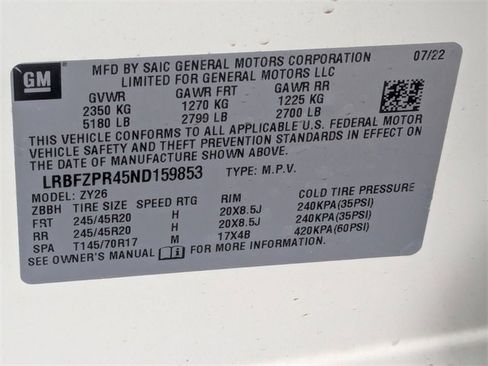 GM
MFD BY SAIC GENERAL MOTORS CORPORATION 07/22
LIMITED FOR GENERAL MOTORS LLC
GVWR GAWR FRT GAWR RR
2350 KG 1270 KG 1225 KG
5180 LB 2799 LB 2700 LB
THIS VEHICLE CONFORMS TO ALL APPLICABLE U.S. FEDERAL MOTOR
VEHICLE SAFETY AND THEFT PREVENTION STANDARDS IN EFFECT ON
THE DATE OF MANUFACTURE SHOWN ABOVE.
LRBFZPR45ND159853 TYPE: M.P.V.
MODEL: ZY26
ZBBH TIRE SIZE SPEED RTG RIM COLD TIRE PRESSURE
FRT 245/45R20 H 20X8.5J 240KPA(35PSI)
RR 245/45R20 H 20X8.5J 240KPA(35PSI)
SPA T145/70R17 M 17X4B 420KPA(60PSI)
SEE OWNER'S MANUAL